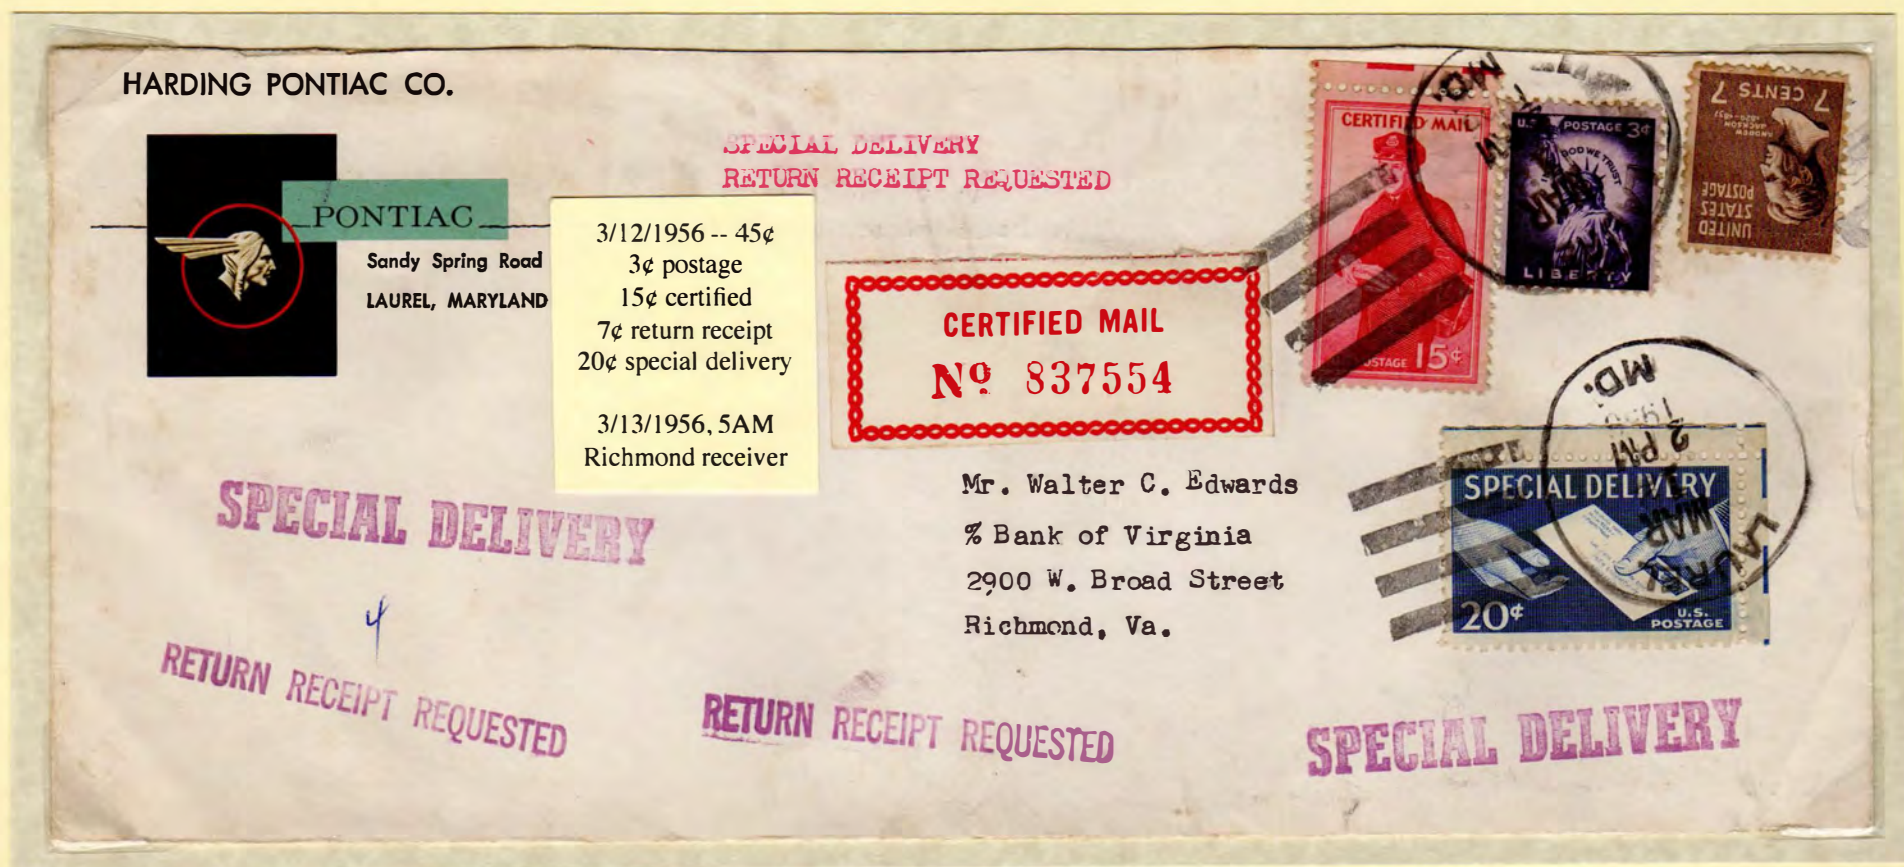 HARDING PONTIAC CO.
PONTIAC
Sandy Spring Road
LAUREL, MARYLAND
SPECIAL DELIVERY
RETURN RECEIPT REQUESTED
3/12/1956 -- 45¢
3¢ postage
15¢ certified
7¢ return receipt
20¢ special delivery
3/13/1956, 5AM
Richmond receiver
CERTIFIED MAIL
Nº 837554
CERTIFIED MAIL
POSTAGE 15¢
MD.
MAR
U.S. POSTAGE 3¢
IN GOD WE TRUST
LIBERTY
UNITED
STATES
POSTAGE
ANDREW
JACKSON
7 CENTS 7
LAUREL
MAR
2 PM
MD.
SPECIAL DELIVERY
20¢
U.S.
POSTAGE
Mr. Walter C. Edwards
% Bank of Virginia
2900 W. Broad Street
Richmond, Va.
SPECIAL DELIVERY
4
RETURN RECEIPT REQUESTED
RETURN RECEIPT REQUESTED
SPECIAL DELIVERY